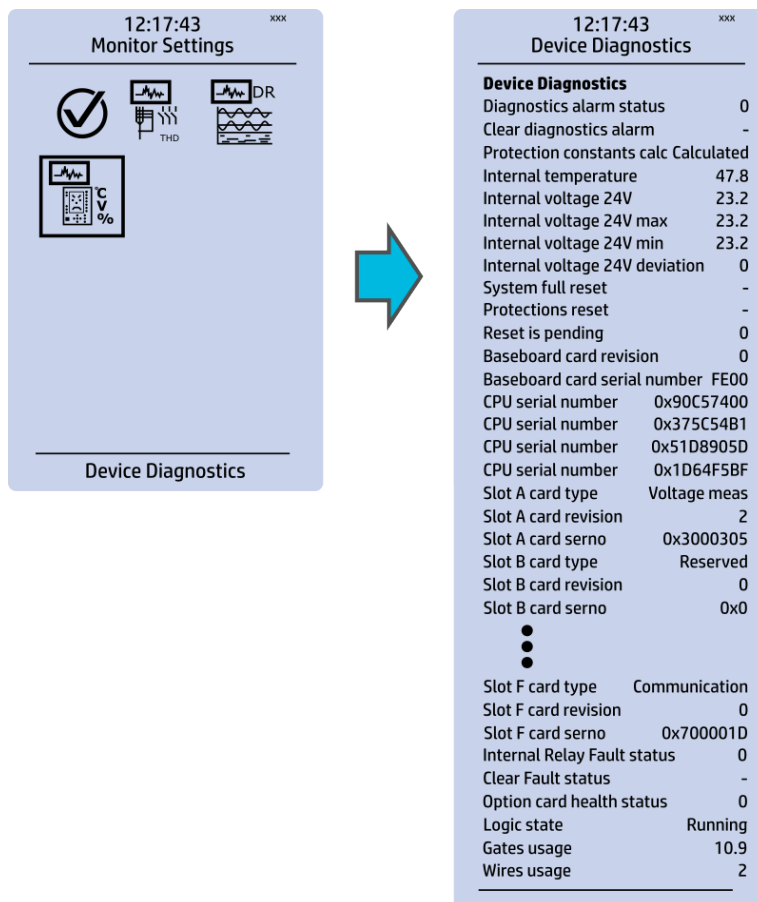 12:17:43 xxx
Monitor Settings
DR
THD
°C
V
%
Device Diagnostics
12:17:43 xxx
Device Diagnostics
Device Diagnostics
Diagnostics alarm status 0
Clear diagnostics alarm -
Protection constants calc Calculated
Internal temperature 47.8
Internal voltage 24V 23.2
Internal voltage 24V max 23.2
Internal voltage 24V min 23.2
Internal voltage 24V deviation 0
System full reset -
Protections reset -
Reset is pending 0
Baseboard card revision 0
Baseboard card serial number FE00
CPU serial number 0x90C57400
CPU serial number 0x375C54B1
CPU serial number 0x51D8905D
CPU serial number 0x1D64F5BF
Slot A card type Voltage meas
Slot A card revision 2
Slot A card serno 0x3000305
Slot B card type Reserved
Slot B card revision 0
Slot B card serno 0x0
Slot F card type Communication
Slot F card revision 0
Slot F card serno 0x700001D
Internal Relay Fault status 0
Clear Fault status -
Option card health status 0
Logic state Running
Gates usage 10.9
Wires usage 2